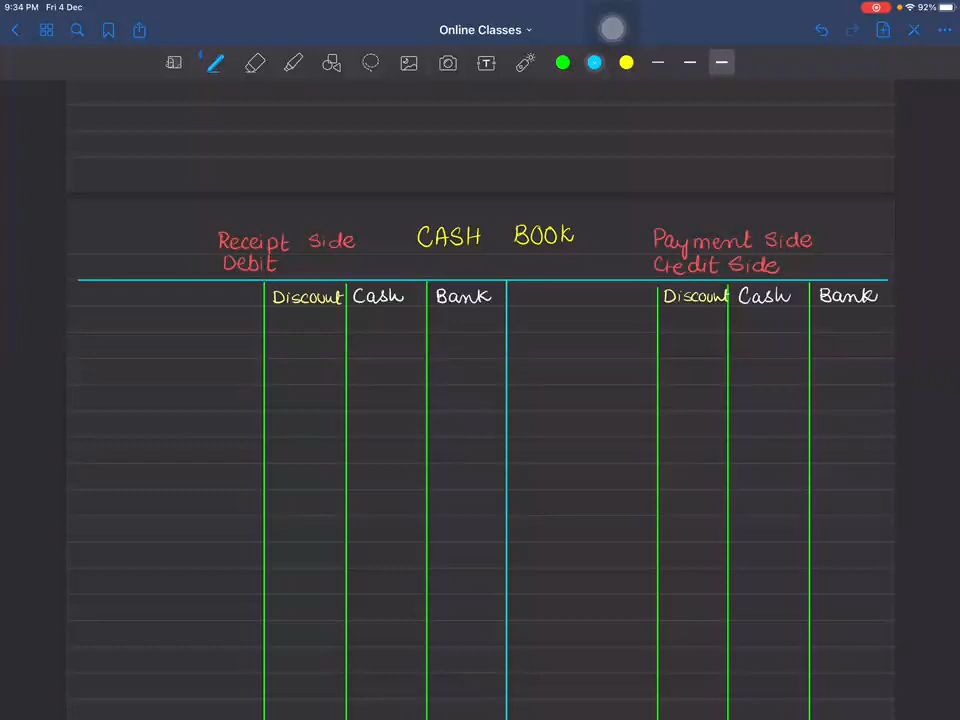 9:34 PM Fri 4 Dec
92%
Online Classes
T
Receipt Side CASH BOOK Payment Side
Debit Credit Side
Discount Cash Bank Discount Cash Bank